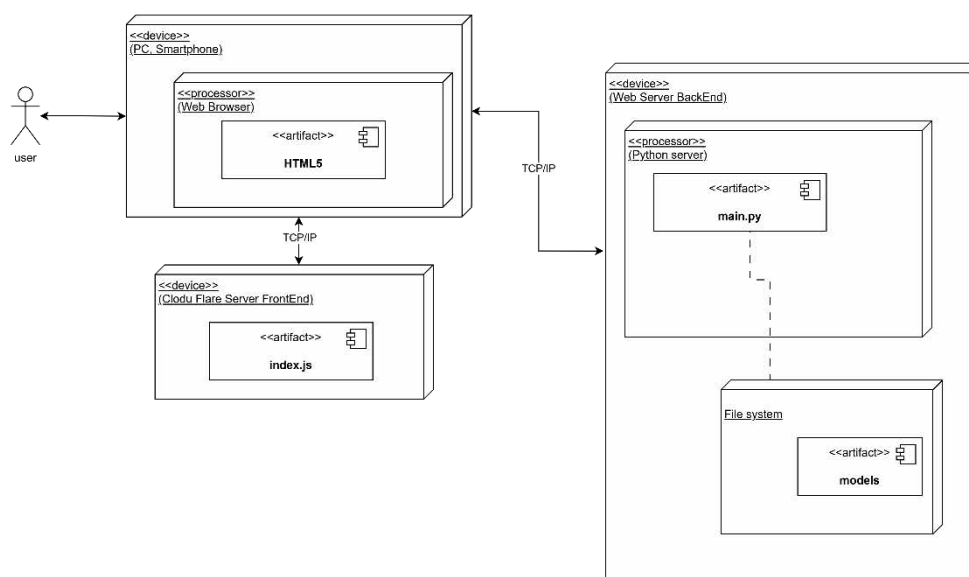 <<device>>
(PC, Smartphone)
<<processor>>
(Web Browser)
<<artifact>>
HTML5
user
TCP/IP
<<device>>
(Clodu Flare Server FrontEnd)
<<artifact>>
index.js
TCP/IP
<<device>>
(Web Server BackEnd)
<<processor>>
(Python server)
<<artifact>>
main.py
File system
<<artifact>>
models